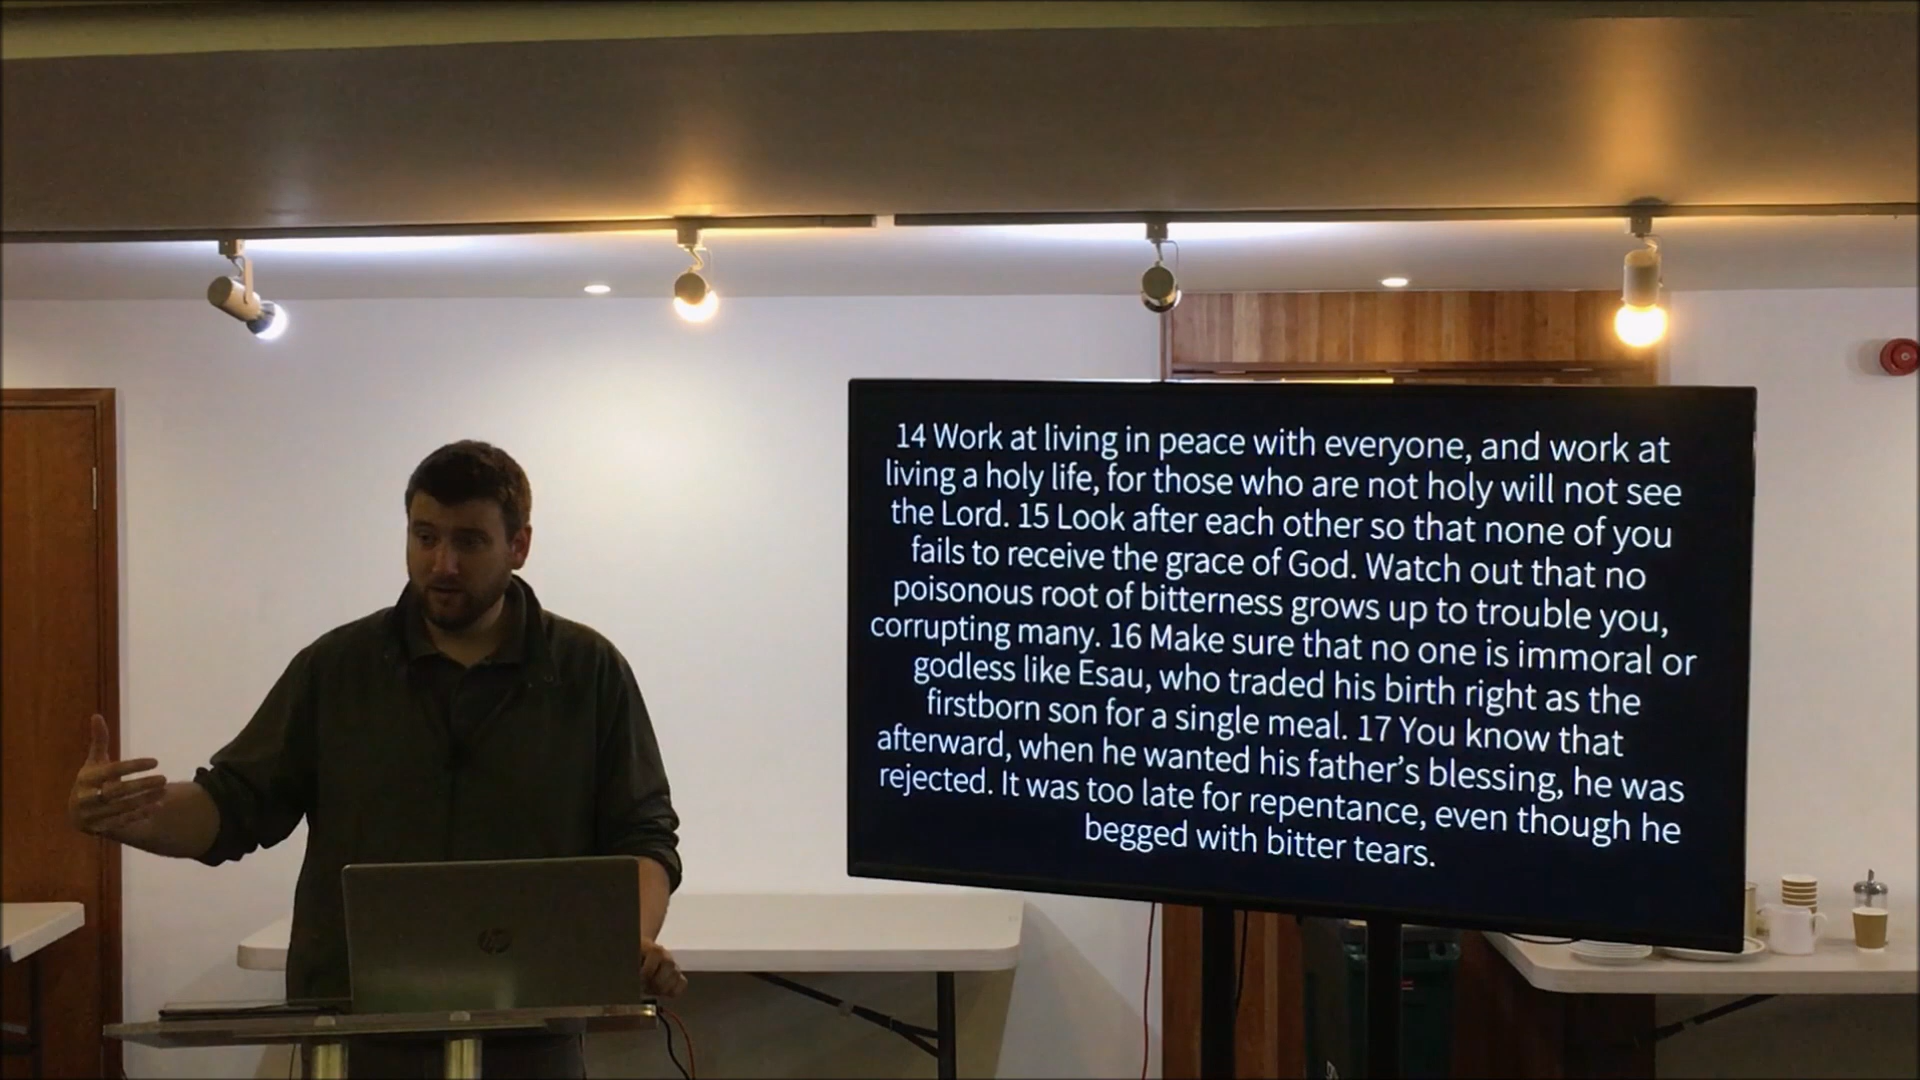 14 Work at living in peace with everyone, and work at
living a holy life, for those who are not holy will not see
the Lord. 15 Look after each other so that none of you
fails to receive the grace of God. Watch out that no
poisonous root of bitterness grows up to trouble you,
corrupting many. 16 Make sure that no one is immoral or
godless like Esau, who traded his birth right as the
firstborn son for a single meal. 17 You know that
afterward, when he wanted his father’s blessing, he was
rejected. It was too late for repentance, even though he
begged with bitter tears.
hp